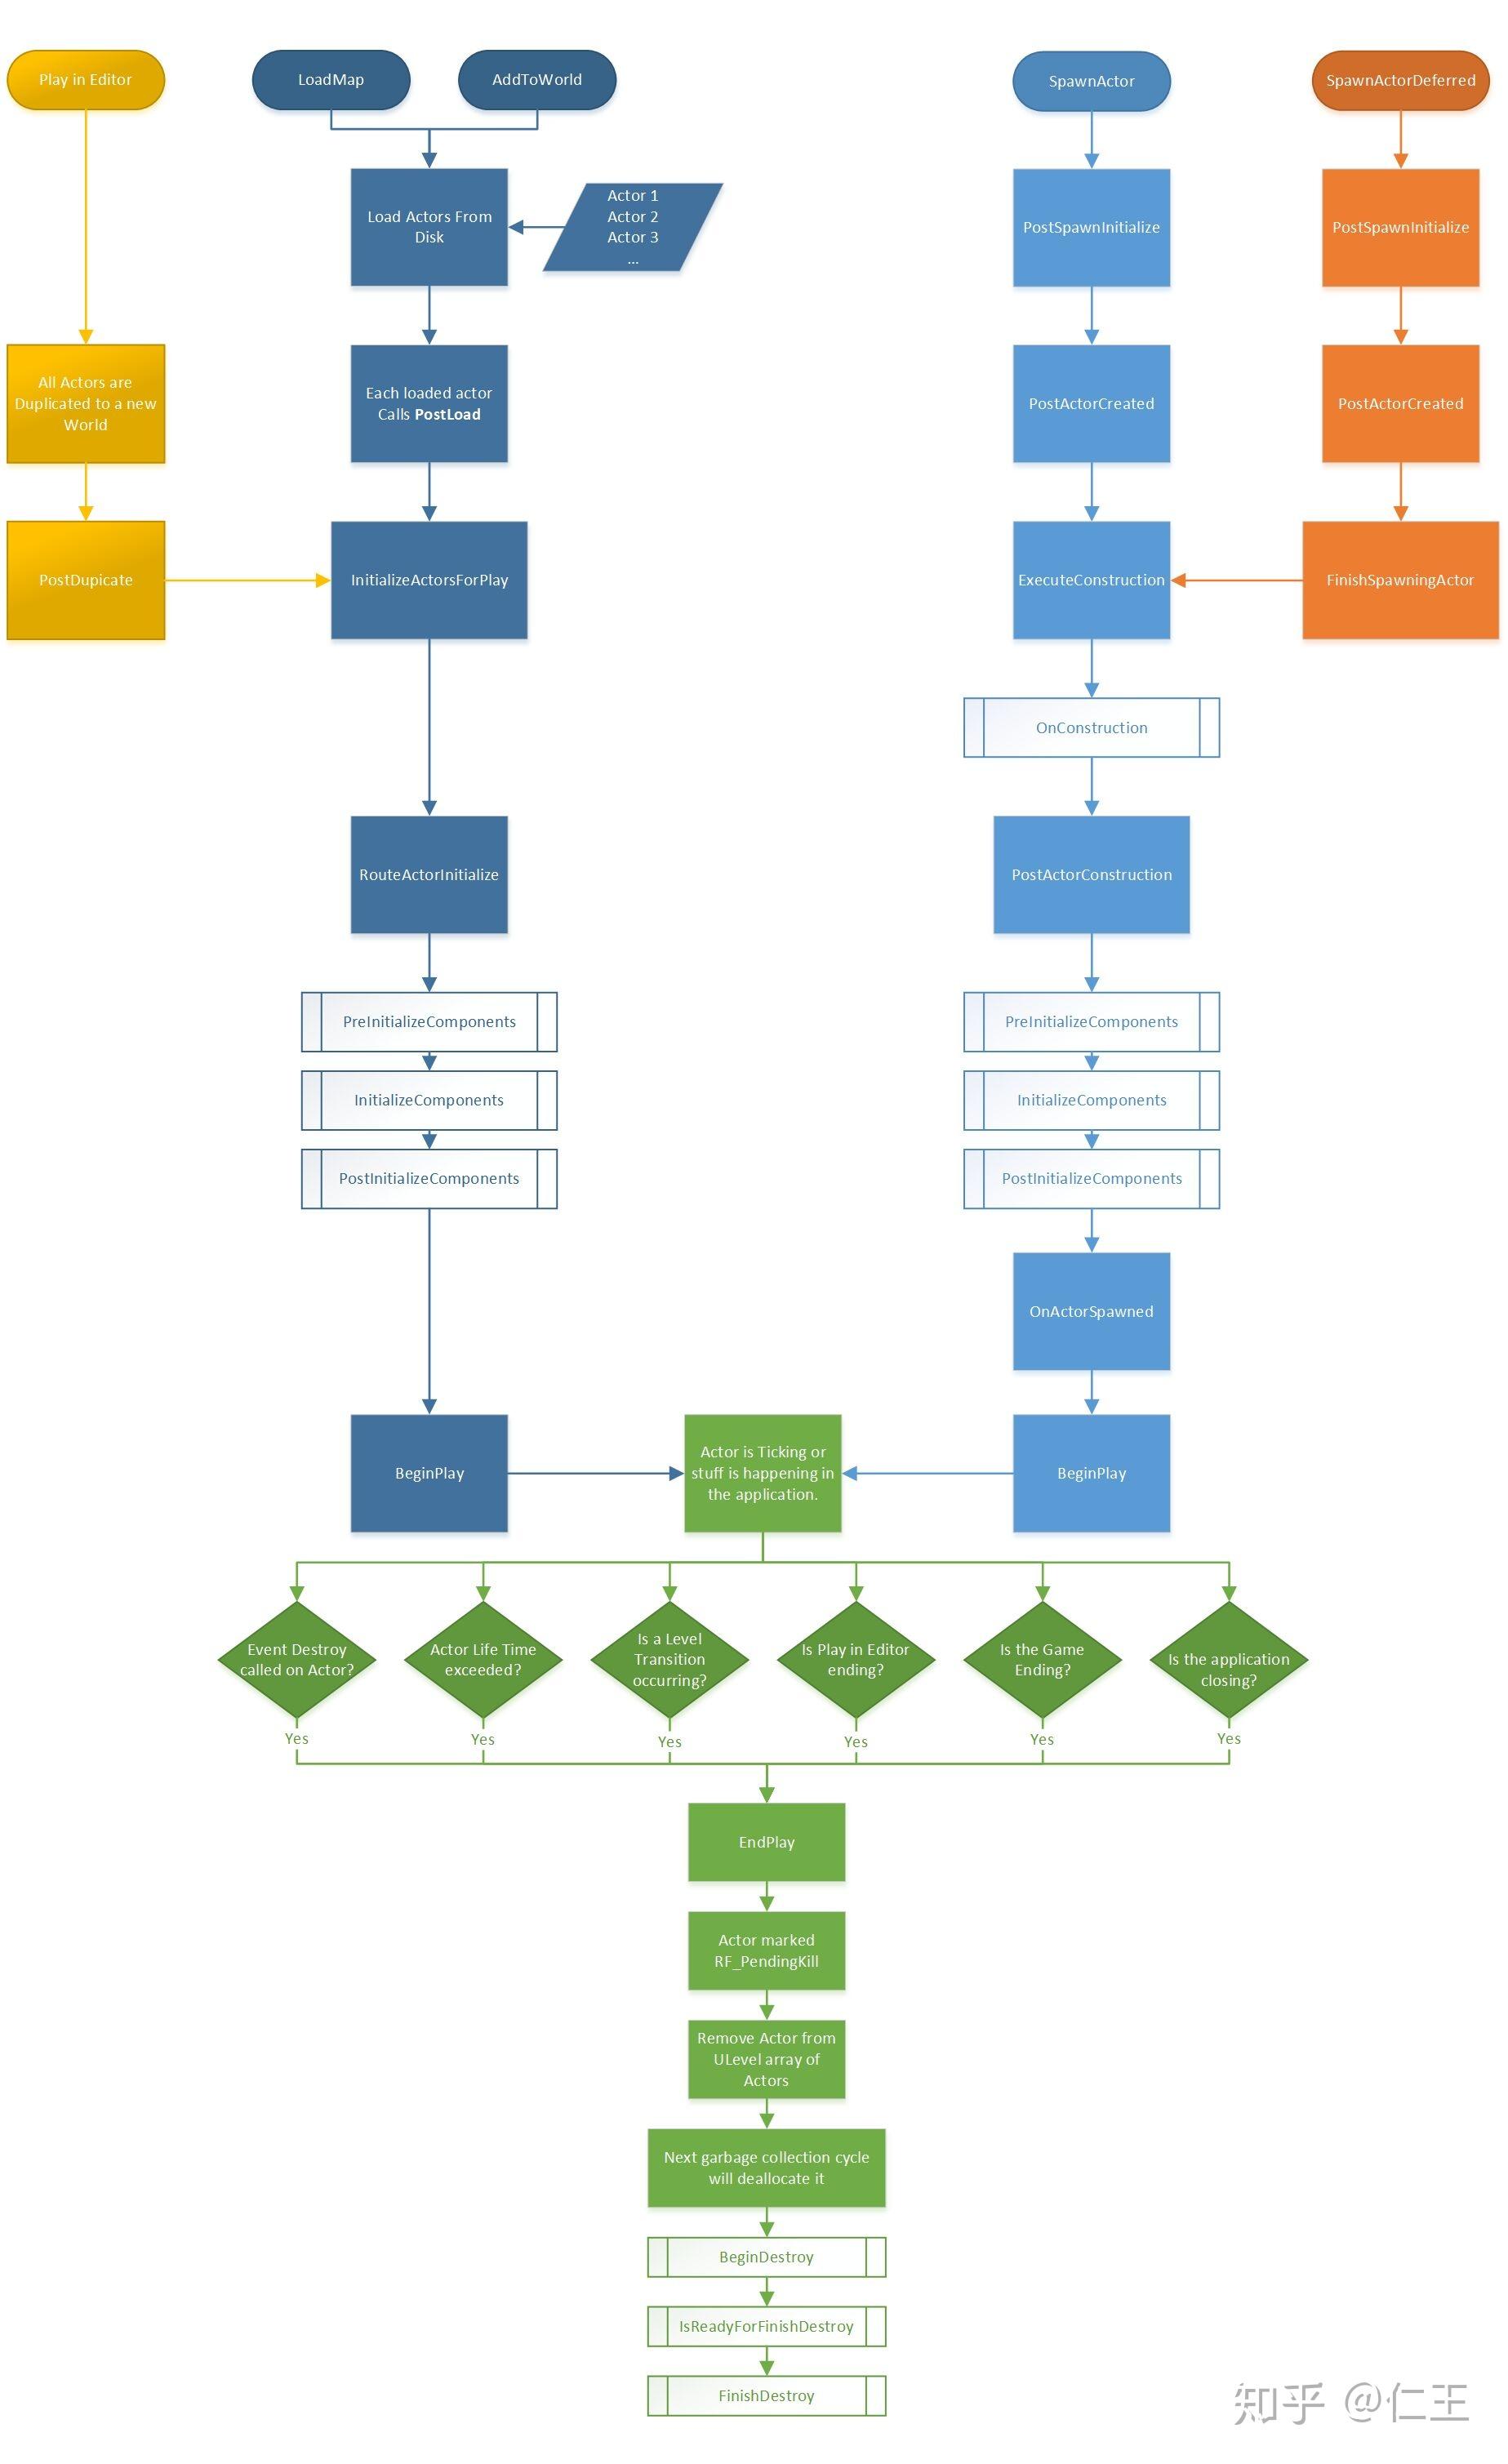 Play in Editor
LoadMap
AddToWorld
SpawnActor
SpawnActorDeferred
Load Actors From
Disk
Actor 1
Actor 2
Actor 3
...
PostSpawnInitialize
PostSpawnInitialize
All Actors are
Duplicated to a new
World
Each loaded actor
Calls PostLoad
PostActorCreated
PostActorCreated
PostDupicate
InitializeActorsForPlay
ExecuteConstruction
FinishSpawningActor
OnConstruction
RouteActorInitialize
PostActorConstruction
PreInitializeComponents
PreInitializeComponents
InitializeComponents
InitializeComponents
PostInitializeComponents
PostInitializeComponents
OnActorSpawned
BeginPlay
Actor is Ticking or
stuff is happening in
the application.
BeginPlay
Event Destroy
called on Actor?
Actor Life Time
exceeded?
Is a Level
Transition
occurring?
Is Play in Editor
ending?
Is the Game
Ending?
Is the application
closing?
Yes
Yes
Yes
Yes
Yes
Yes
EndPlay
Actor marked
RF_PendingKill
Remove Actor from
ULevel array of
Actors
Next garbage collection cycle
will deallocate it
BeginDestroy
IsReadyForFinishDestroy
FinishDestroy
知乎 @仁王